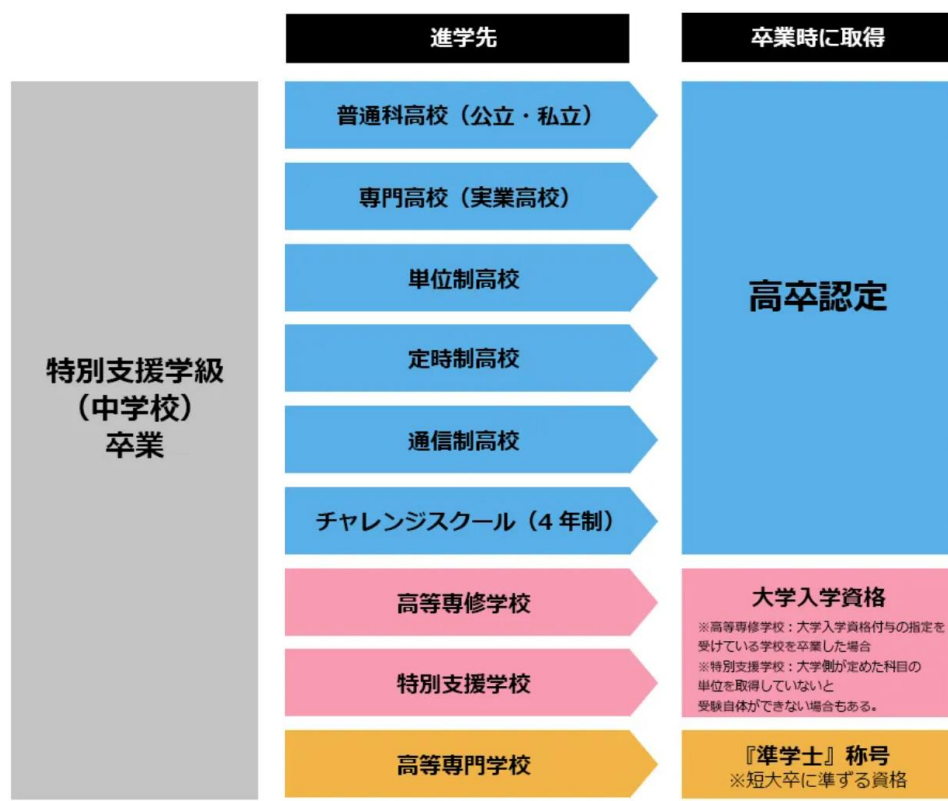 進学先
卒業時に取得
特別支援学級
（中学校）
卒業
普通科高校（公立・私立）
専門高校（実業高校）
単位制高校
定時制高校
通信制高校
チャレンジスクール（4 年制）
高卒認定
高等専修学校
特別支援学校
大学入学資格
※高等専修学校：大学入学資格付与の指定を
受けている学校を卒業した場合
※特別支援学校：大学側が定めた科目の
単位を取得していないと
受験自体ができない場合もある。
高等専門学校
『準学士』称号
※短大卒に準ずる資格